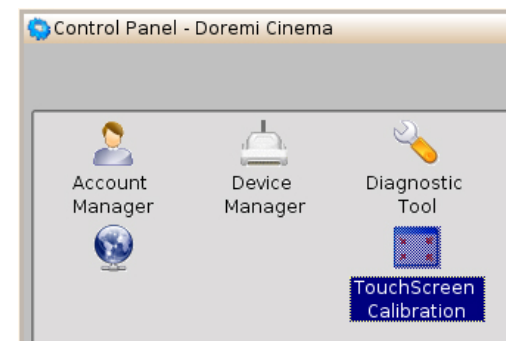 Control Panel - Doremi Cinema
Account
Manager
Device
Manager
Diagnostic
Tool
TouchScreen
Calibration